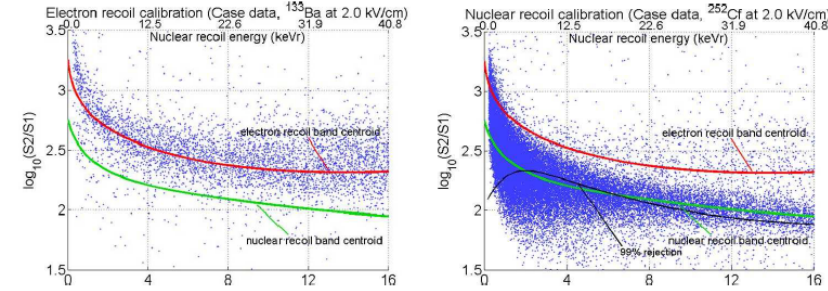 Electron recoil calibration (Case data, ¹³³Ba at 2.0 kV/cm)
0.0 12.5 22.6 31.9 40.8
Nuclear recoil energy (keVr)
3.5
3
2.5
2
1.5
log₁₀(S2/S1)
electron recoil band centroid
nuclear recoil band centroid
0 4 8 12 16
Nuclear recoil calibration (Case data, ²⁵²Cf at 2.0 kV/cm)
0.0 12.5 22.6 31.9 40.8
Nuclear recoil energy (keVr)
3.5
3
2.5
2
1.5
log₁₀(S2/S1)
electron recoil band centroid
nuclear recoil band centroid
99% rejection
0 4 8 12 16